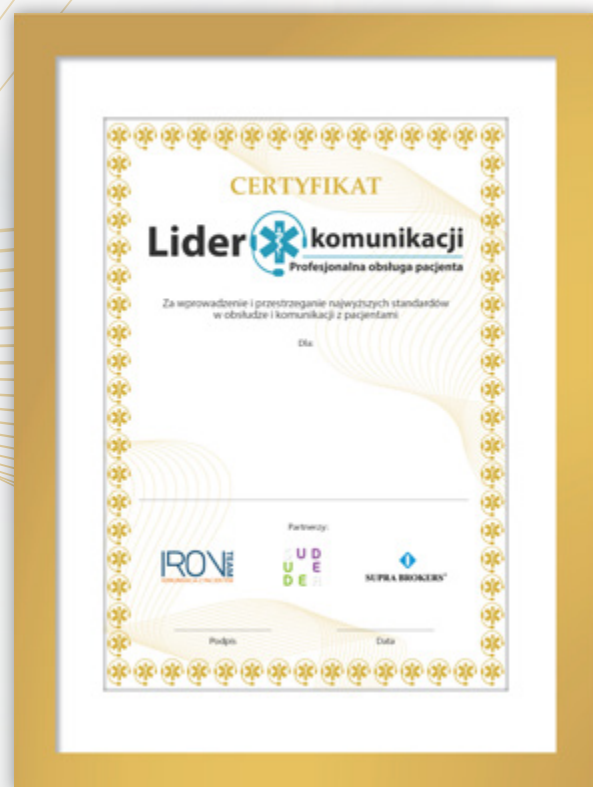 CERTYFIKAT
Lider komunikacji
Profesjonalna obsługa pacjenta
Za wprowadzenie i przestrzeganie najwyższych standardów
w obsłudze i komunikacji z pacjentami
Dla:
Partnerzy:
IRON TEAM
SUPRA BROKERS®
Podpis
Data